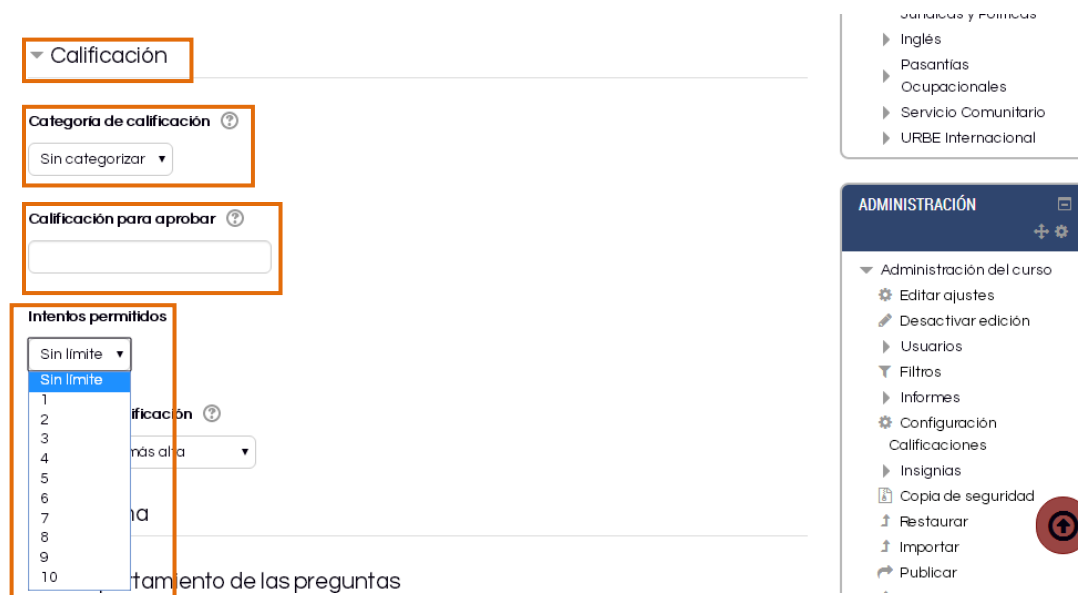 Calificación
Categoría de calificación
Sin categorizar
Calificación para aprobar
Intentos permitidos
Sin límite
Sin límite
1
2
3
4
5
6
7
8
9
10
más alta
de las preguntas
Jurídicas y Políticas
Inglés
Pasantías
Ocupacionales
Servicio Comunitario
URBE Internacional
ADMINISTRACIÓN
Administración del curso
Editar ajustes
Desactivar edición
Usuarios
Filtros
Informes
Configuración
Calificaciones
Insignias
Copia de seguridad
Restaurar
Importar
Publicar